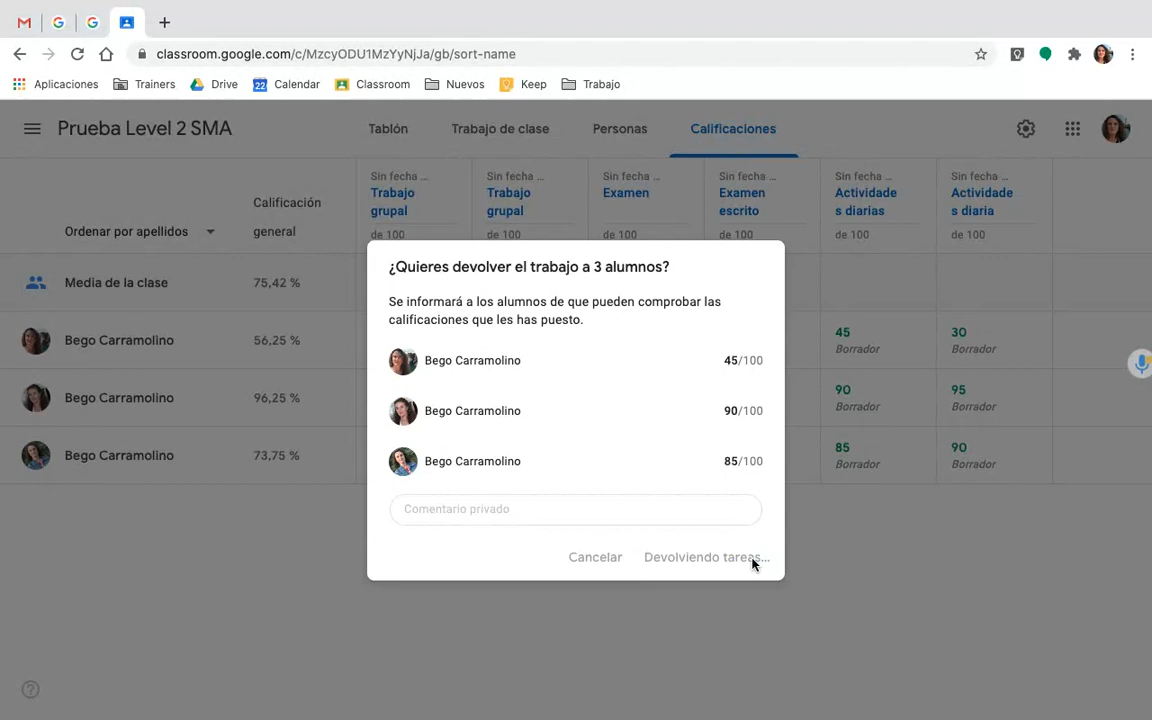 classroom.google.com/c/MzcyODU1MzYyNjJa/gb/sort-name
Aplicaciones Trainers Drive 22 Calendar Classroom Nuevos Keep Trabajo
Prueba Level 2 SMA Tablón Trabajo de clase Personas Calificaciones
Ordenar por apellidos
Calificación
general
Sin fecha ...
Trabajo
grupal
de 100
Sin fecha ...
Trabajo
grupal
de 100
Sin fecha ...
Examen
de 100
Sin fecha ...
Examen
escrito
de 100
Sin fecha ...
Actividade
s diarias
de 100
Sin fecha ...
Actividade
s diaria
de 100
Media de la clase 75,42 %
Bego Carramolino 56,25 %
45
Borrador
30
Borrador
Bego Carramolino 96,25 %
90
Borrador
95
Borrador
Bego Carramolino 73,75 %
85
Borrador
90
Borrador
¿Quieres devolver el trabajo a 3 alumnos?
Se informará a los alumnos de que pueden comprobar las
calificaciones que les has puesto.
Bego Carramolino 45/100
Bego Carramolino 90/100
Bego Carramolino 85/100
Comentario privado
Cancelar Devolviendo tareas...